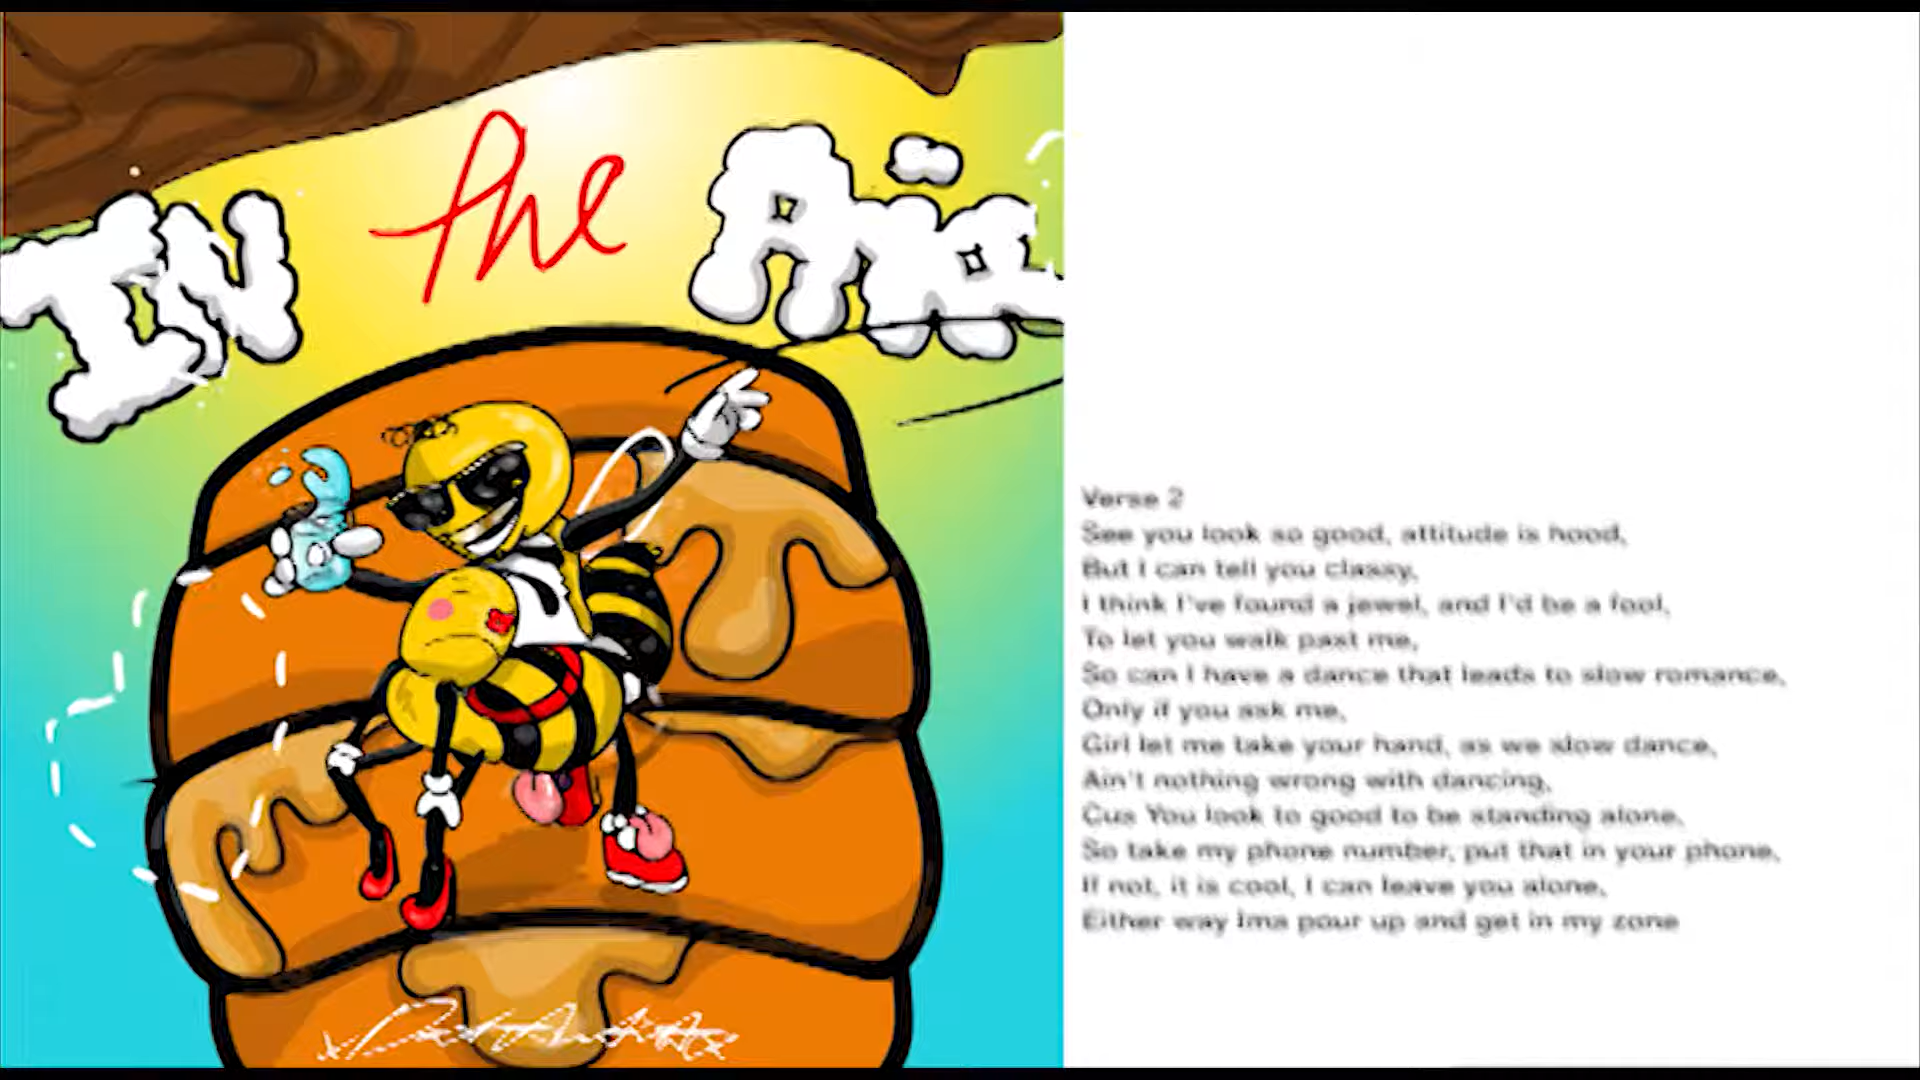 IN the Air
Verse 2
See you look so good, attitude is hood,
But I can tell you classy,
I think I've found a jewel, and I'd be a fool,
To let you walk past me,
So can I have a dance that leads to slow romance,
Only if you ask me,
Girl let me take your hand, as we slow dance,
Ain't nothing wrong with dancing,
Cus You look to good to be standing alone,
So take my phone number, put that in your phone,
If not, it is cool, I can leave you alone,
Either way Ima pour up and get in my zone